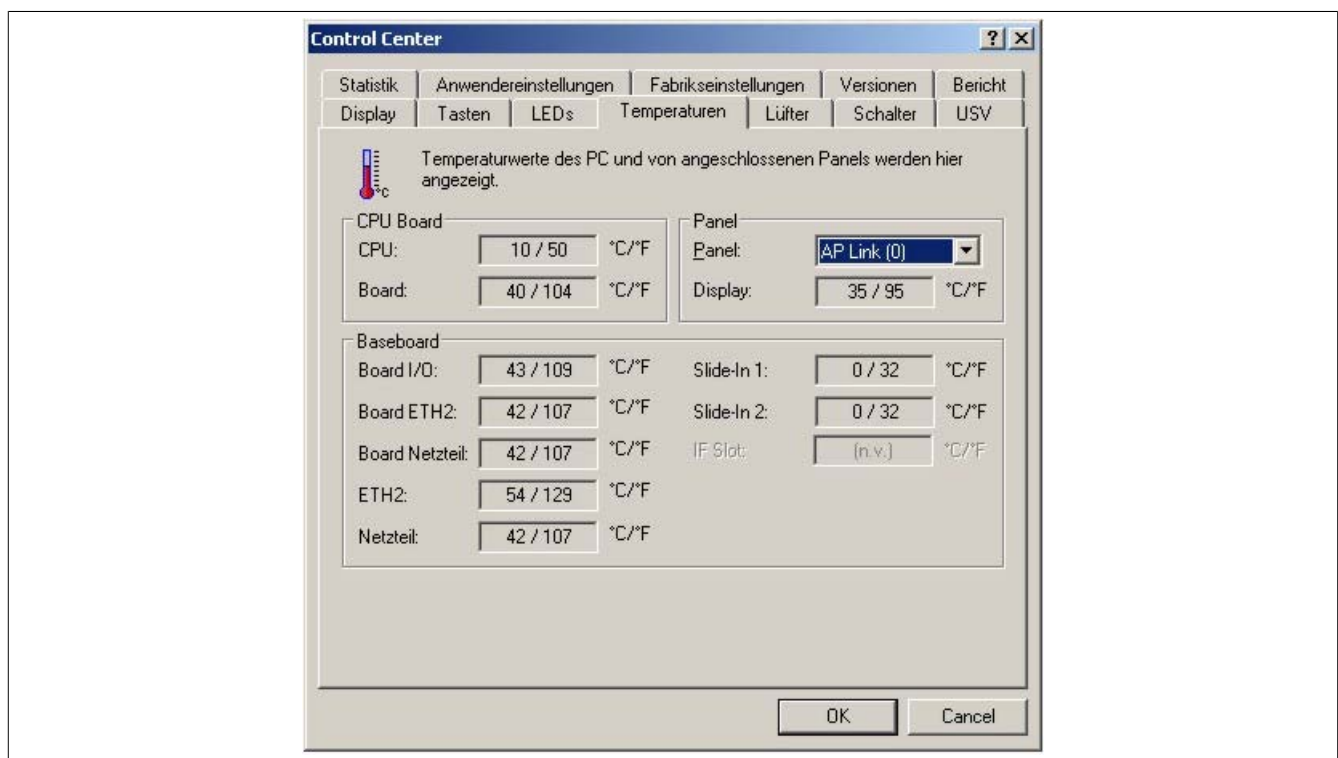 Control Center
Statistik Anwendereinstellungen Fabrikseinstellungen Versionen Bericht
Display Tasten LEDs Temperaturen Lüfter Schalter USV
°C
Temperaturwerte des PC und von angeschlossenen Panels werden hier
angezeigt.
CPU Board
CPU: 10 / 50 °C/°F
Board: 40 / 104 °C/°F
Panel
Panel: AP Link (0)
Display: 35 / 95 °C/°F
Baseboard
Board I/O: 43 / 109 °C/°F
Board ETH2: 42 / 107 °C/°F
Board Netzteil: 42 / 107 °C/°F
ETH2: 54 / 129 °C/°F
Netzteil: 42 / 107 °C/°F
Slide-In 1: 0 / 32 °C/°F
Slide-In 2: 0 / 32 °C/°F
IF Slot: (n.v.) °C/°F
OK Cancel